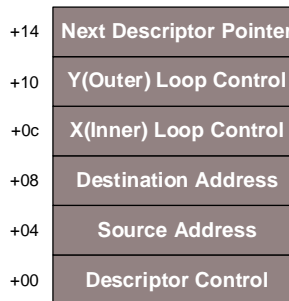 +14 Next Descriptor Pointer
+10 Y(Outer) Loop Control
+0c X(Inner) Loop Control
+08 Destination Address
+04 Source Address
+00 Descriptor Control